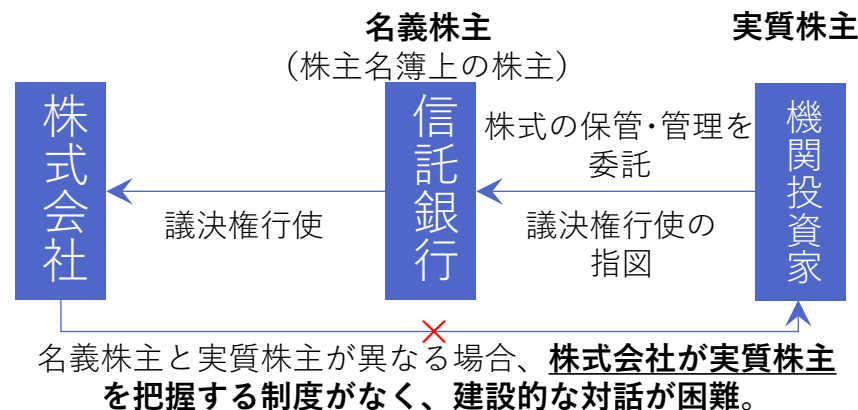 名義株主
（株主名簿上の株主）
実質株主
株式会社
信託銀行
機関投資家
株式の保管・管理を
委託
議決権行使
議決権行使の
指図
名義株主と実質株主が異なる場合、株式会社が実質株主
を把握する制度がなく、建設的な対話が困難。